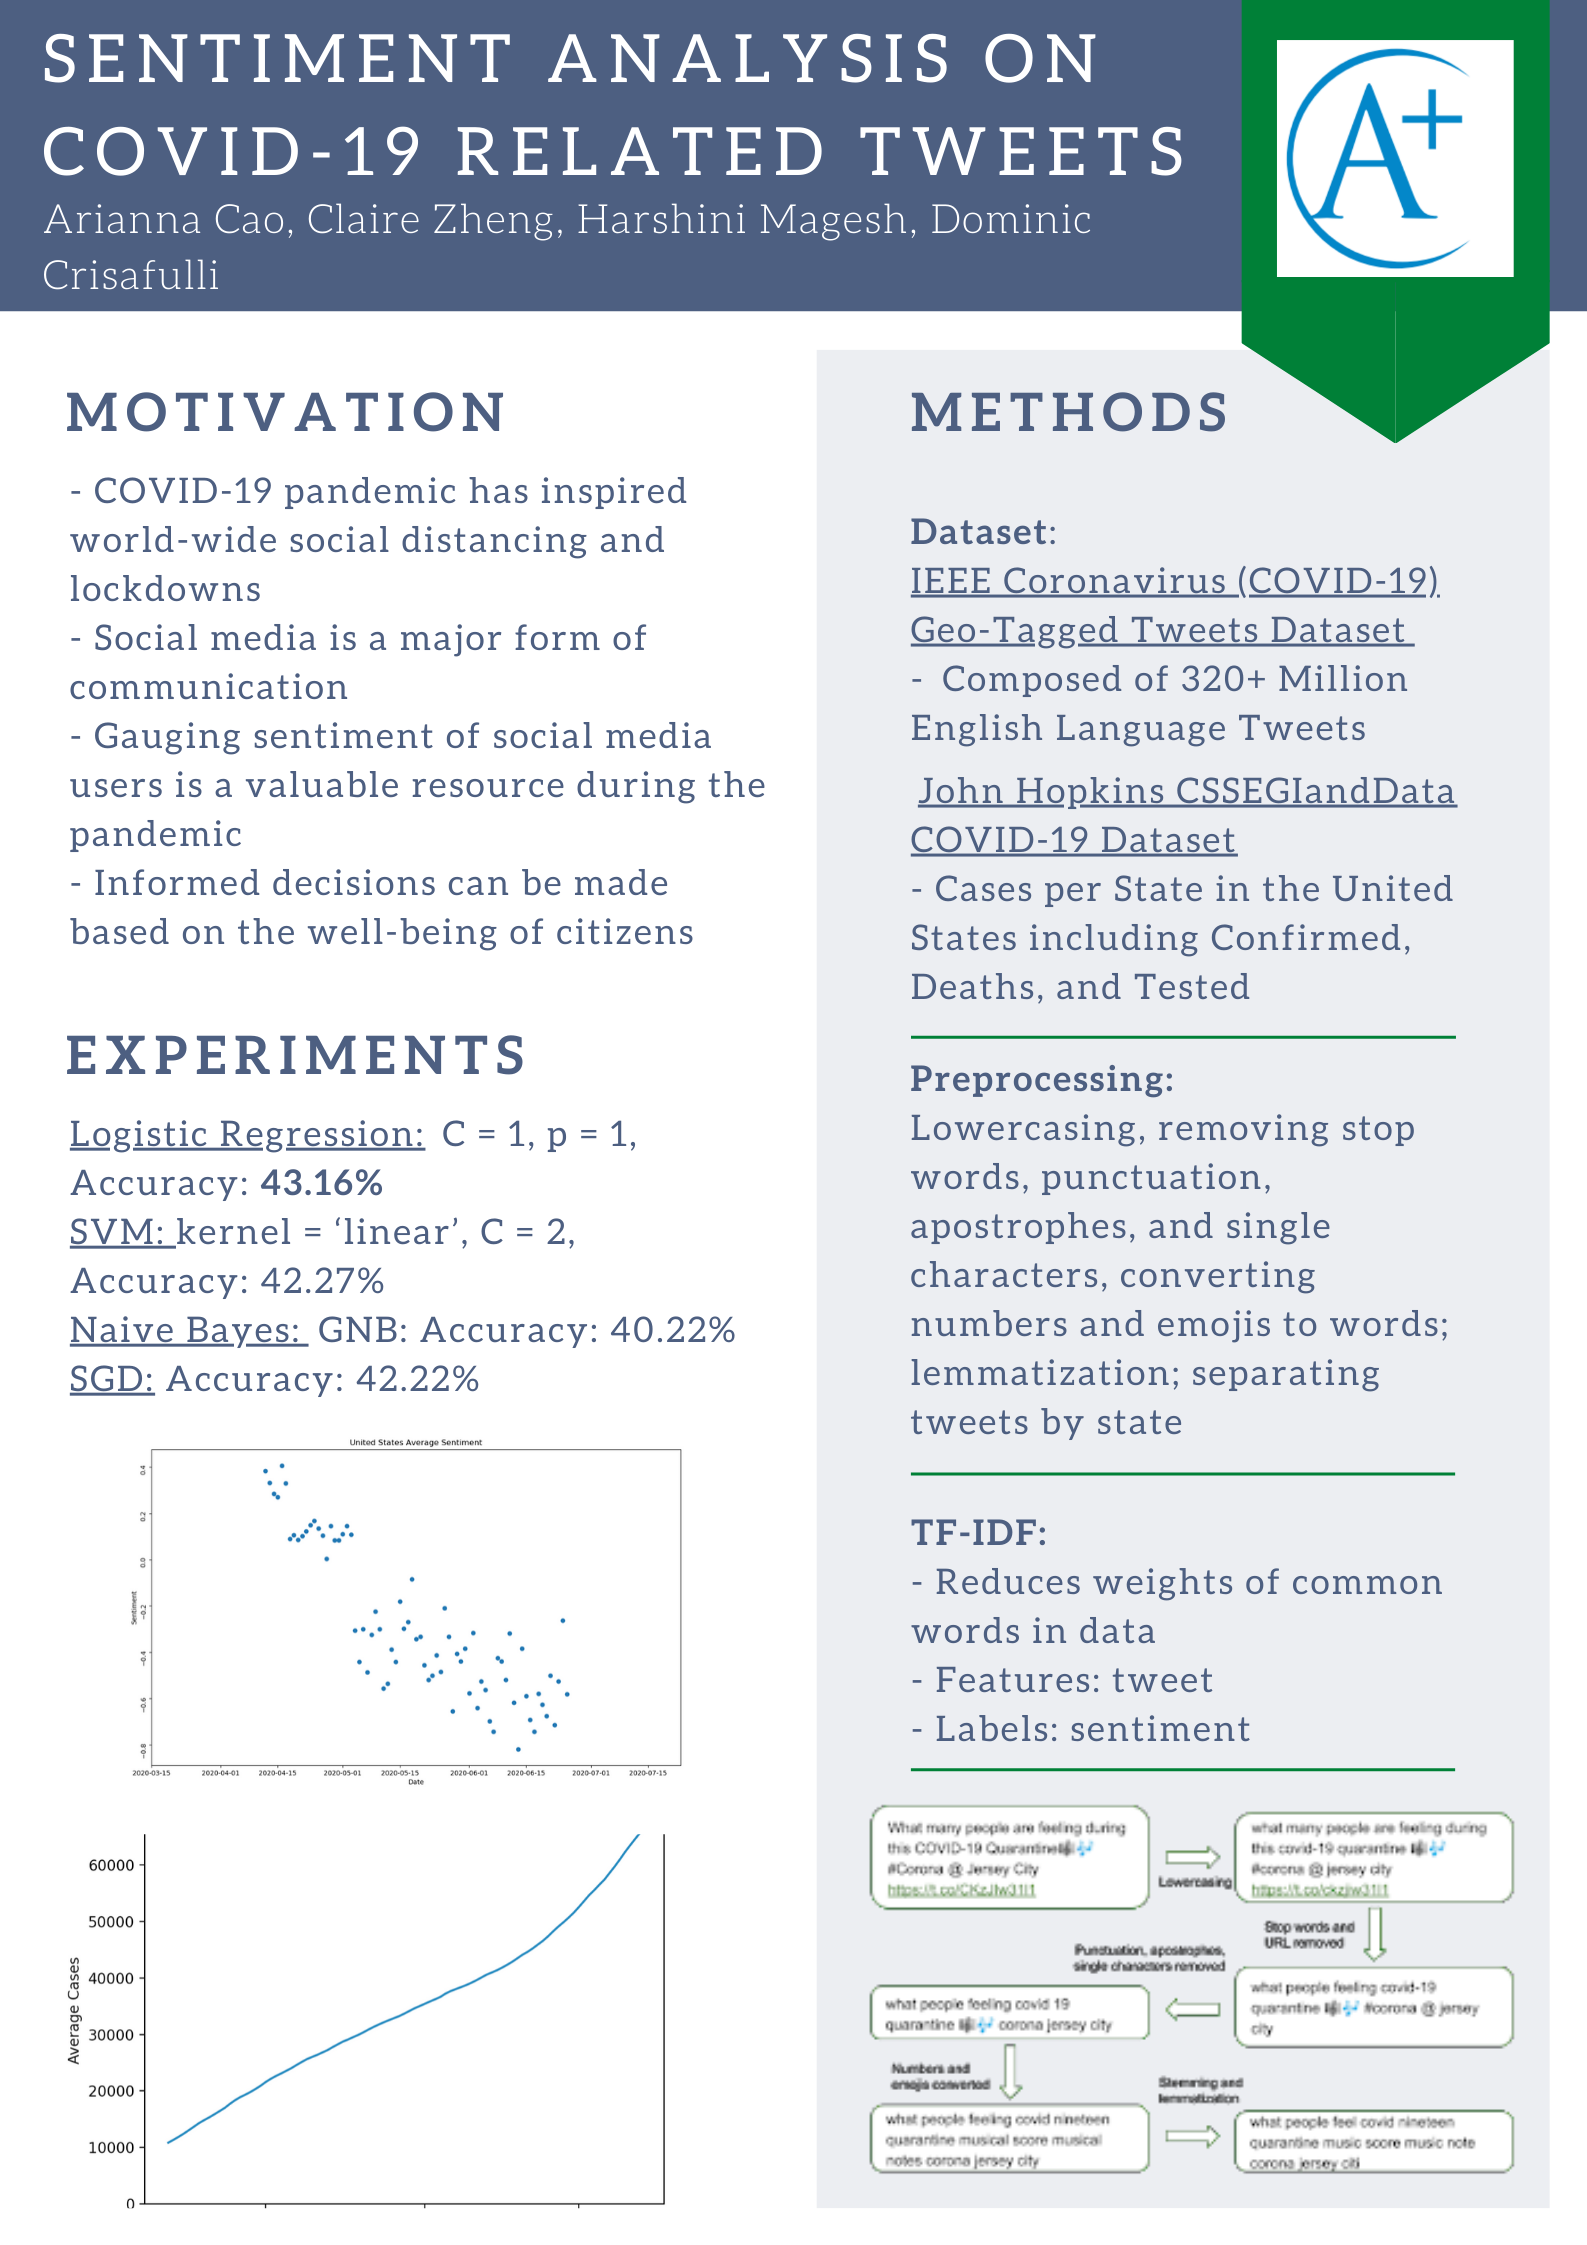 SENTIMENT ANALYSIS ON
COVID-19 RELATED TWEETS
Arianna Cao, Claire Zheng, Harshini Magesh, Dominic
Crisafulli
A+
MOTIVATION
- COVID-19 pandemic has inspired
world-wide social distancing and
lockdowns
- Social media is a major form of
communication
- Gauging sentiment of social media
users is a valuable resource during the
pandemic
- Informed decisions can be made
based on the well-being of citizens
EXPERIMENTS
Logistic Regression: C = 1, p = 1,
Accuracy: 43.16%
SVM: kernel = ‘linear’, C = 2,
Accuracy: 42.27%
Naive Bayes: GNB: Accuracy: 40.22%
SGD: Accuracy: 42.22%
United States Average Sentiment
0.4
0.2
0.0
−0.2
−0.4
−0.6
−0.8
Sentiment
2020-03-15 2020-04-01 2020-04-15 2020-05-01 2020-05-15 2020-06-01 2020-06-15 2020-07-01 2020-07-15
Date
60000
50000
40000
30000
20000
10000
0
Average Cases
METHODS
Dataset:
IEEE Coronavirus (COVID-19)
Geo-Tagged Tweets Dataset
- Composed of 320+ Million
English Language Tweets
John Hopkins CSSEGIandData
COVID-19 Dataset
- Cases per State in the United
States including Confirmed,
Deaths, and Tested
Preprocessing:
Lowercasing, removing stop
words, punctuation,
apostrophes, and single
characters, converting
numbers and emojis to words;
lemmatization; separating
tweets by state
TF-IDF:
- Reduces weights of common
words in data
- Features: tweet
- Labels: sentiment
What many people are feeling during
this COVID-19 Quarantine🎼🎶
#Corona @ Jersey City
Lowercasing
what many people are feeling during
this covid-19 quarantine 🎼🎶
#corona @ jersey city
Stop words and
URL removed
what people feeling covid-19
quarantine 🎼🎶 #corona @ jersey
city
Punctuation, apostrophes,
single characters removed
what people feeling covid 19
quarantine 🎼🎶 corona jersey city
Numbers and
emojis converted
what people feeling covid nineteen
quarantine musical score musical
notes corona jersey city
Stemming and
lemmatization
what people feel covid nineteen
quarantine music score music note
corona jersey citi